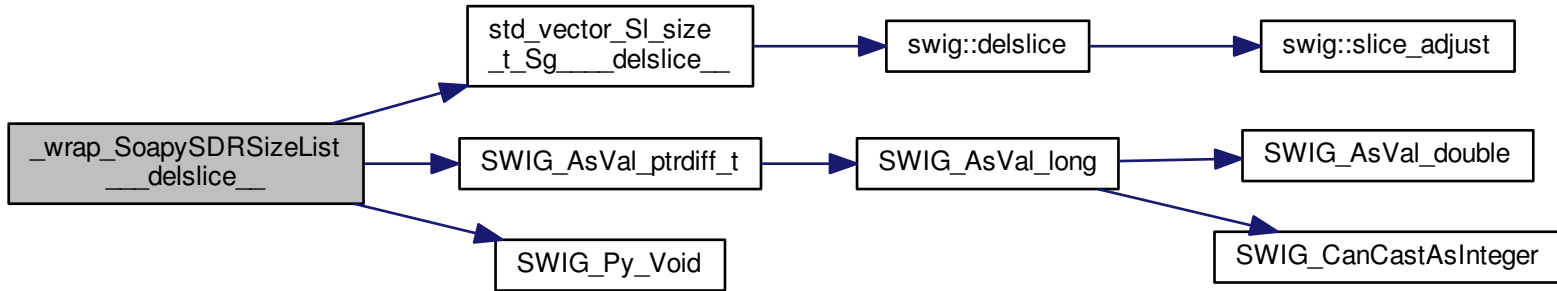 std_vector_Sl_size
_t_Sg____delslice__
swig::delslice
swig::slice_adjust
_wrap_SoapySDRSizeList
___delslice__
SWIG_AsVal_ptrdiff_t
SWIG_AsVal_long
SWIG_AsVal_double
SWIG_CanCastAsInteger
SWIG_Py_Void